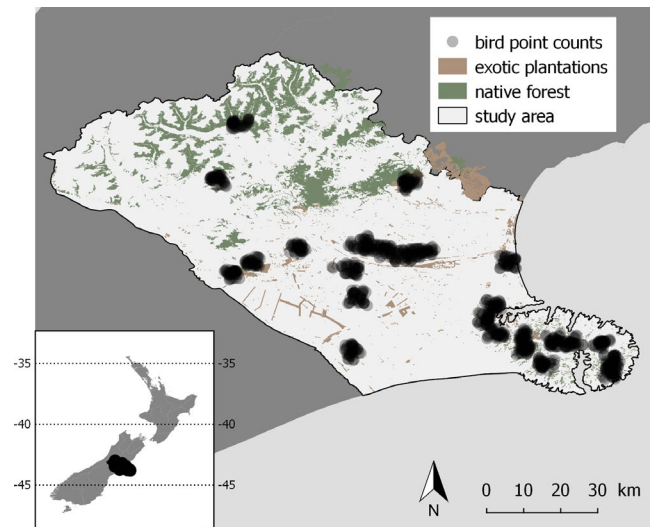 bird point counts
exotic plantations
native forest
study area
-35
-35
-40
-40
-45
-45
N
0 10 20 30 km